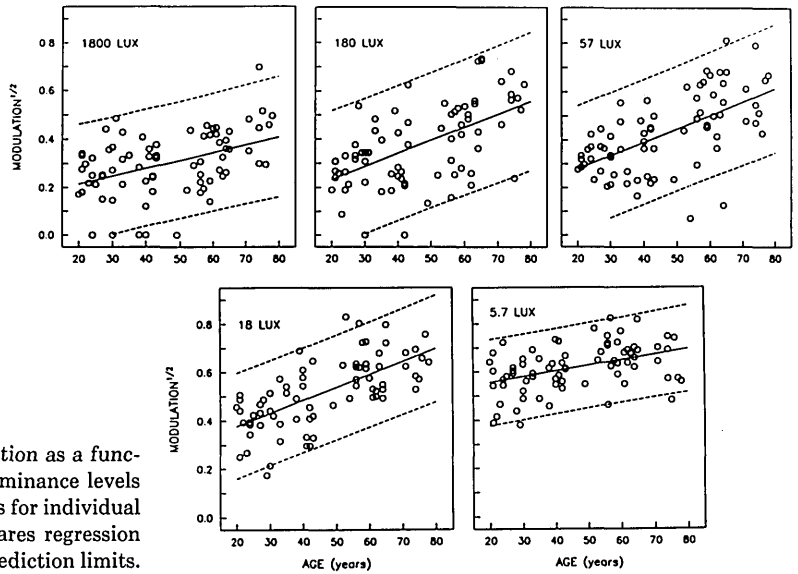 1800 LUX
180 LUX
57 LUX
MODULATION1/2
0.8
0.6
0.4
0.2
0.0
20 30 40 50 60 70 80
20 30 40 50 60 70 80
20 30 40 50 60 70 80
18 LUX
5.7 LUX
MODULATION1/2
0.8
0.6
0.4
0.2
0.0
20 30 40 50 60 70 80
20 30 40 50 60 70 80
AGE (years)
AGE (years)
tion as a func-
minance levels
s for individual
ares regression
ediction limits.